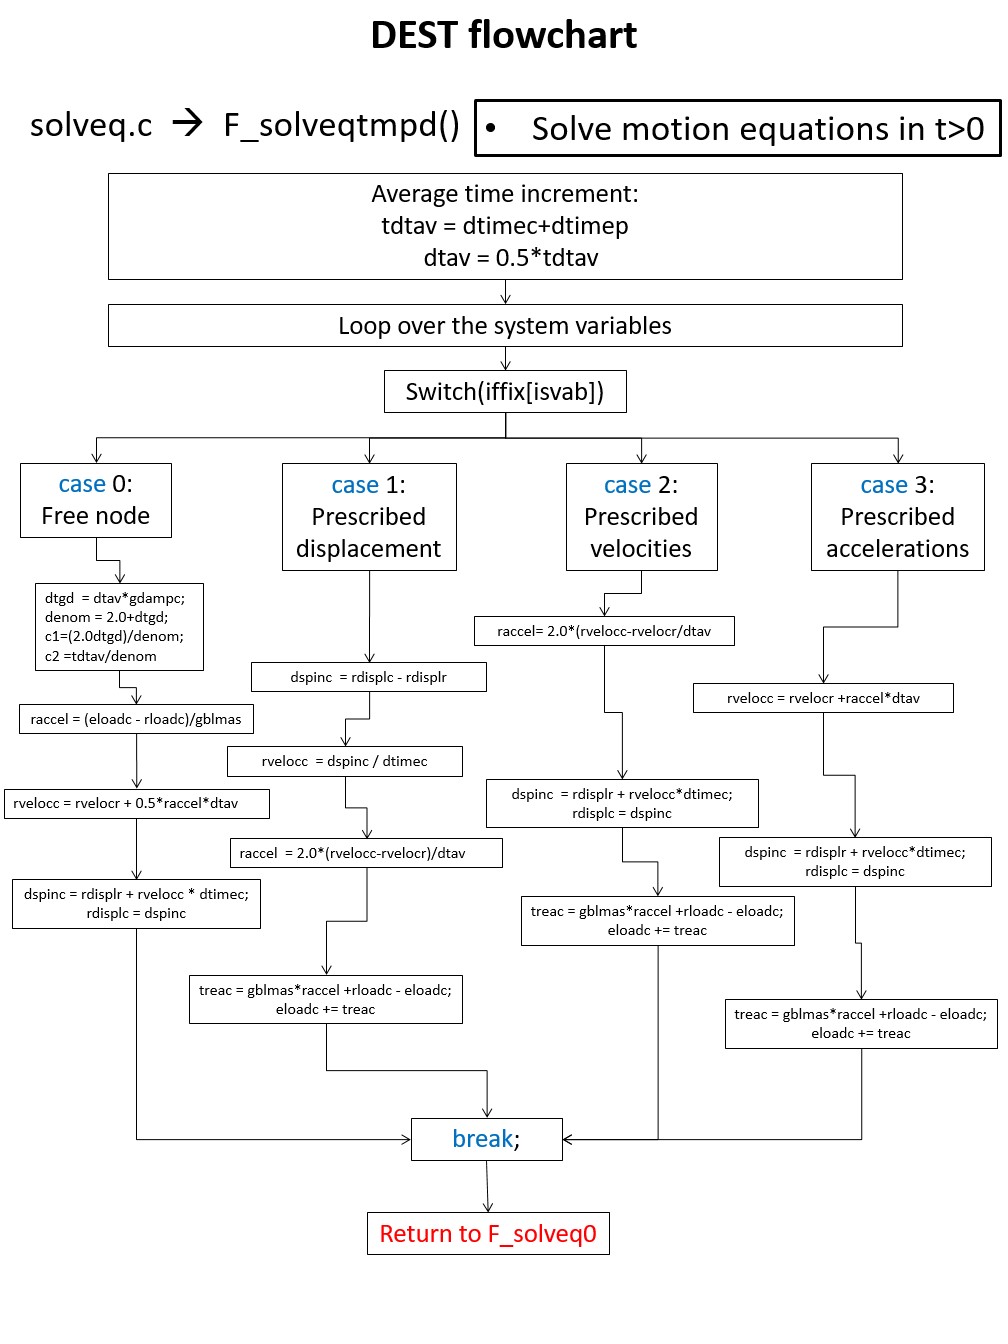 DEST flowchart
solveq.c → F_solveqtmpd()
• Solve motion equations in t>0
Average time increment:
tdtav = dtimec+dtimep
dtav = 0.5*tdtav
Loop over the system variables
Switch(iffix[isvab])
case 0:
Free node
case 1:
Prescribed
displacement
case 2:
Prescribed
velocities
case 3:
Prescribed
accelerations
dtgd = dtav*gdampc;
denom = 2.0+dtgd;
c1=(2.0dtgd)/denom;
c2 =tdtav/denom
raccel = (eloadc - rloadc)/gblmas
rvelocc = rvelocr + 0.5*raccel*dtav
dspinc = rdisplr + rvelocc * dtimec;
rdisplc = dspinc
dspinc = rdisplc - rdisplr
rvelocc = dspinc / dtimec
raccel = 2.0*(rvelocc-rvelocr)/dtav
treac = gblmas*raccel +rloadc - eloadc;
eloadc += treac
raccel= 2.0*(rvelocc-rvelocr/dtav
dspinc = rdisplr + rvelocc*dtimec;
rdisplc = dspinc
treac = gblmas*raccel +rloadc - eloadc;
eloadc += treac
rvelocc = rvelocr +raccel*dtav
dspinc = rdisplr + rvelocc*dtimec;
rdisplc = dspinc
treac = gblmas*raccel +rloadc - eloadc;
eloadc += treac
break;
Return to F_solveq0